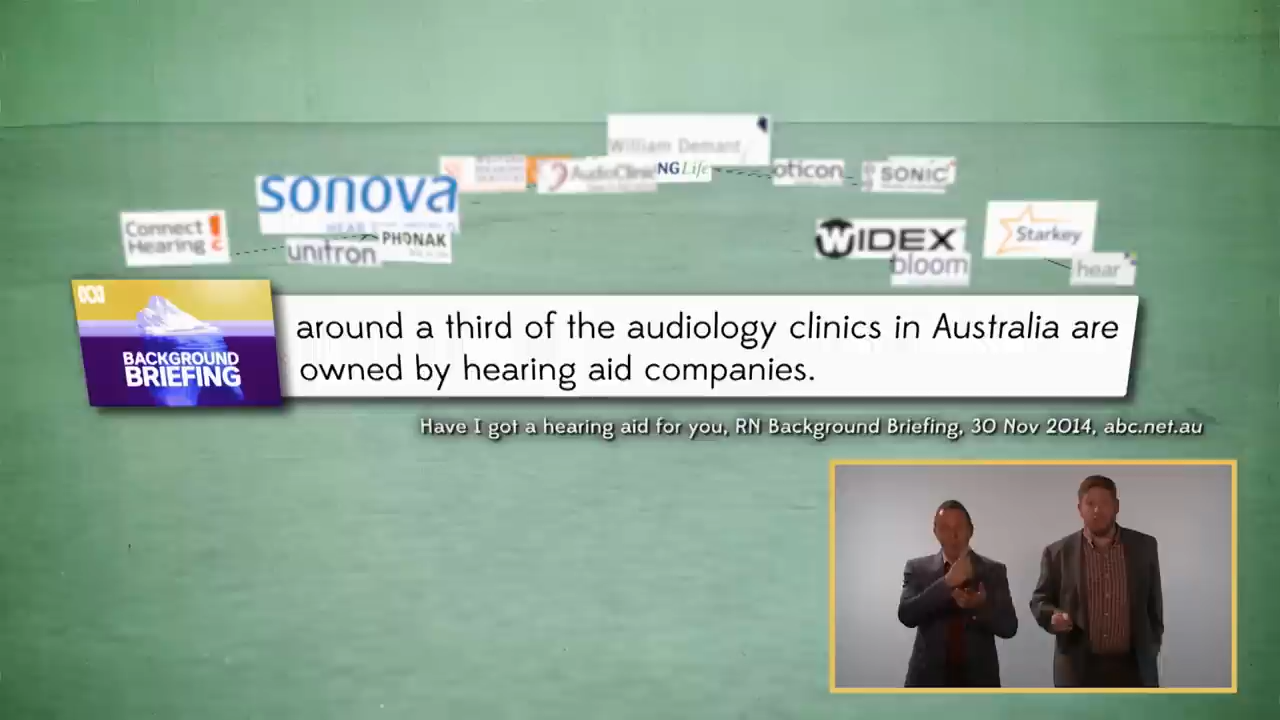 William Demant
sonova
AudioClinic
NGLife
oticon
SONIC
Connect
Hearing
unitron
PHONAK
WIDEX
bloom
Starkey
hear
BACKGROUND
BRIEFING
around a third of the audiology clinics in Australia are
owned by hearing aid companies.
Have I got a hearing aid for you, RN Background Briefing, 30 Nov 2014, abc.net.au